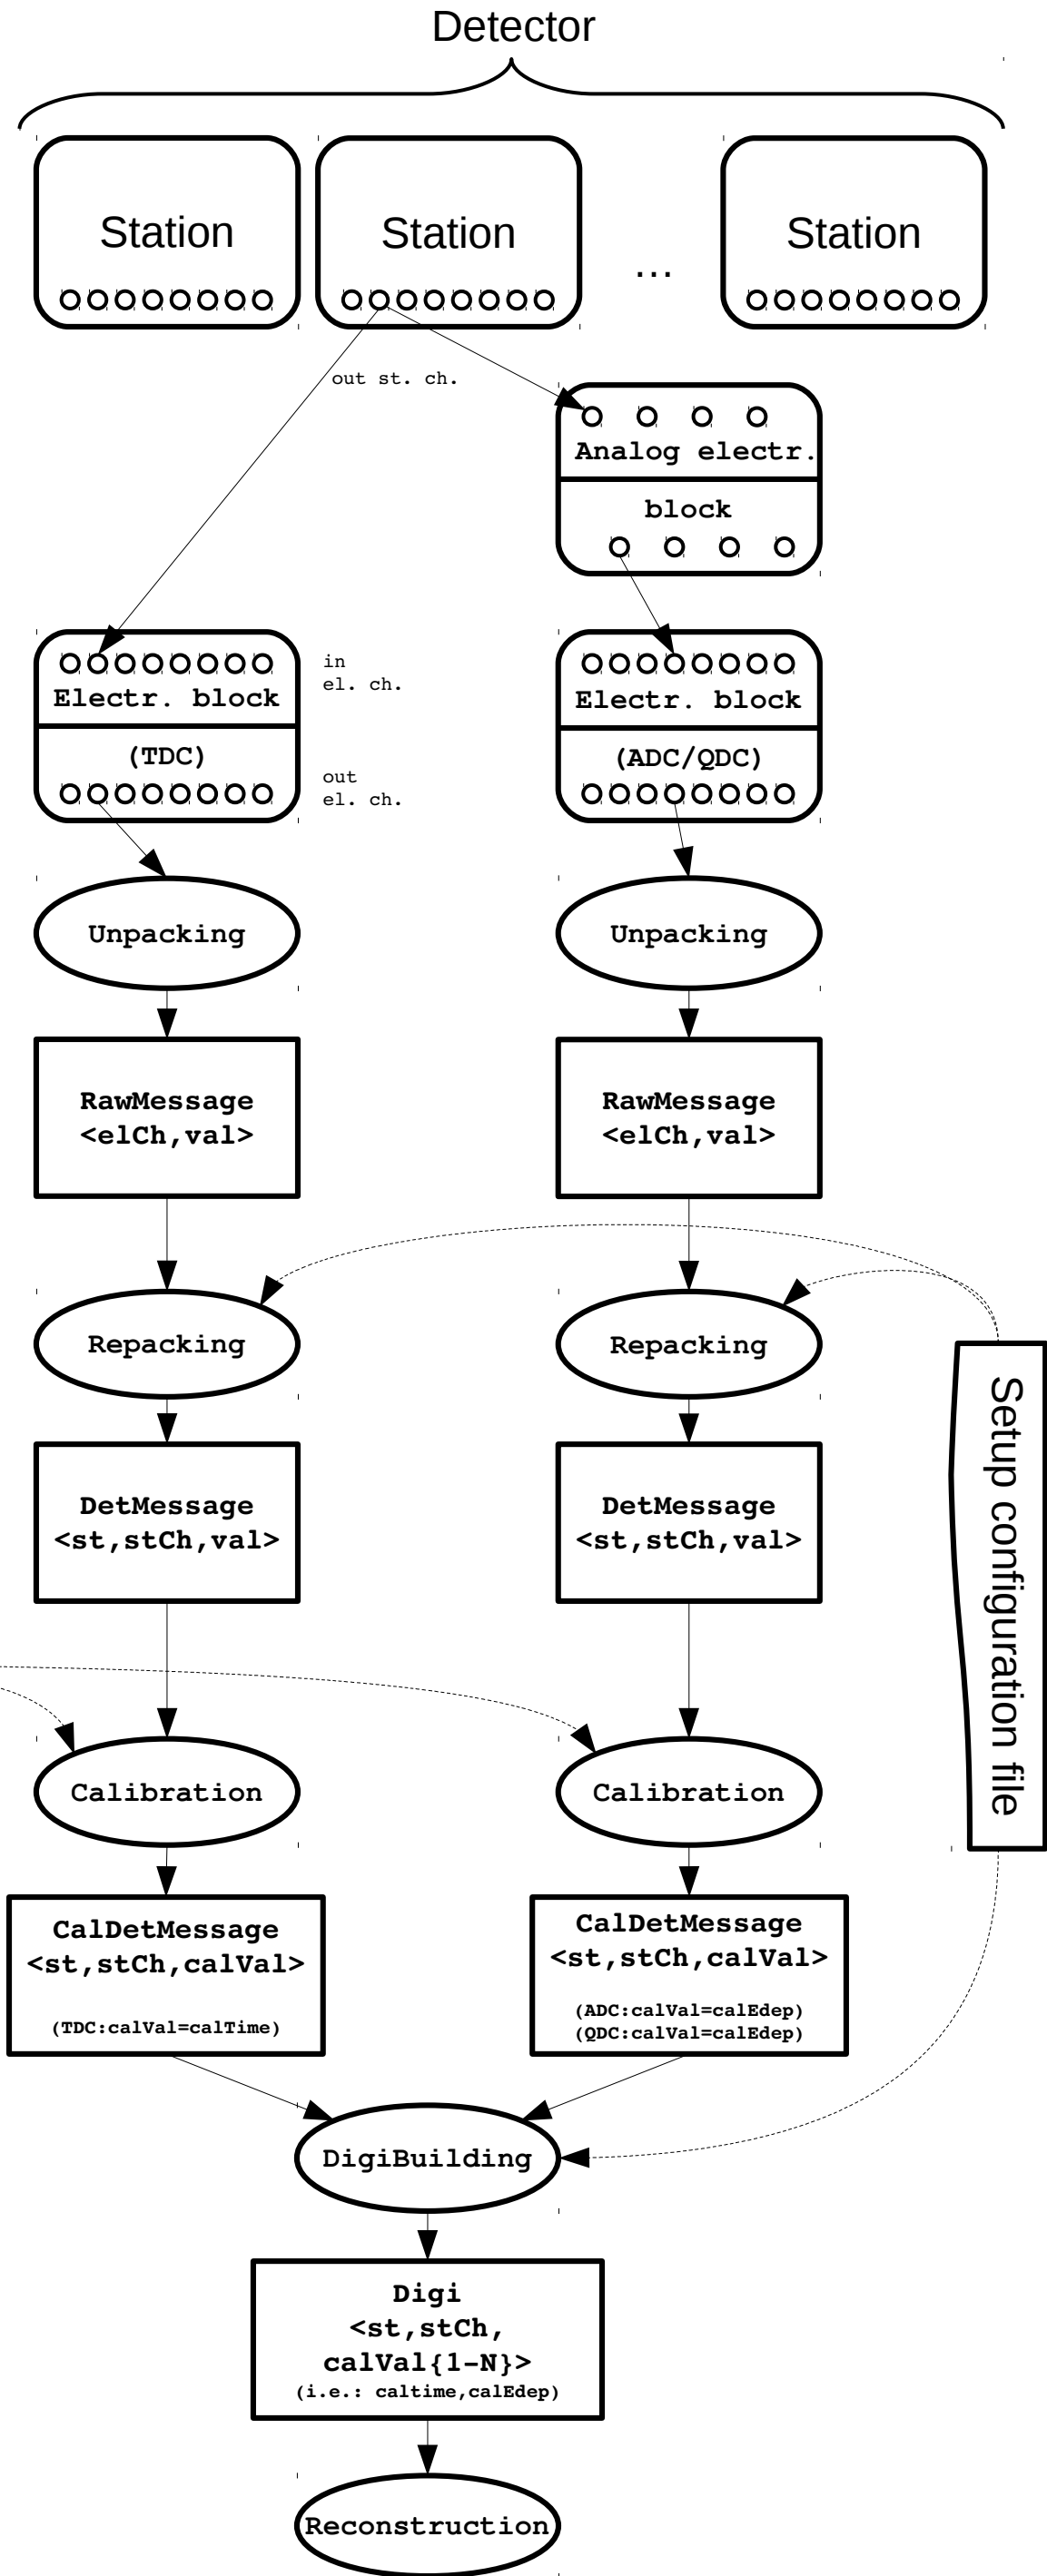 Detector
Station
Station
...
Station
out st. ch.
Analog electr.
block
in
el. ch.
Electr. block
(TDC)
out
el. ch.
Electr. block
(ADC/QDC)
Unpacking
Unpacking
RawMessage
<elCh,val>
RawMessage
<elCh,val>
Repacking
Repacking
Setup configuration file
DetMessage
<st,stCh,val>
DetMessage
<st,stCh,val>
Calibration
Calibration
CalDetMessage
<st,stCh,calVal>
(TDC:calVal=calTime)
CalDetMessage
<st,stCh,calVal>
(ADC:calVal=calEdep)
(QDC:calVal=calEdep)
DigiBuilding
Digi
<st,stCh,
calVal{1-N}>
(i.e.: caltime,calEdep)
Reconstruction